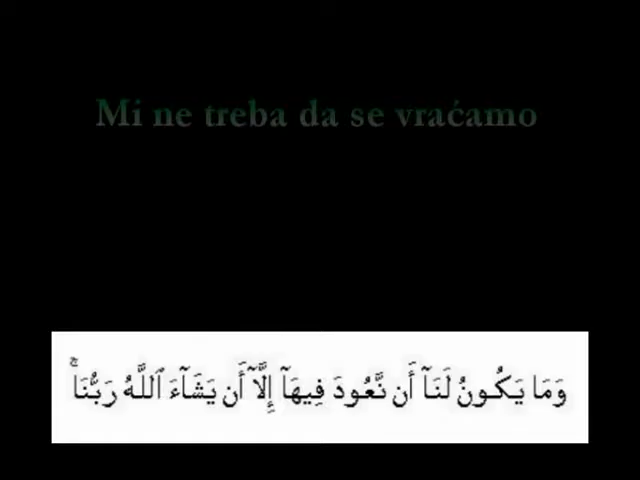 Mi ne treba da se vraćamo
وَمَا يَكُونُ لَنَآ أَن نَّعُودَ فِيهَآ إِلَّآ أَن يَشَآءَ ٱللَّهُ رَبُّنَاۚ